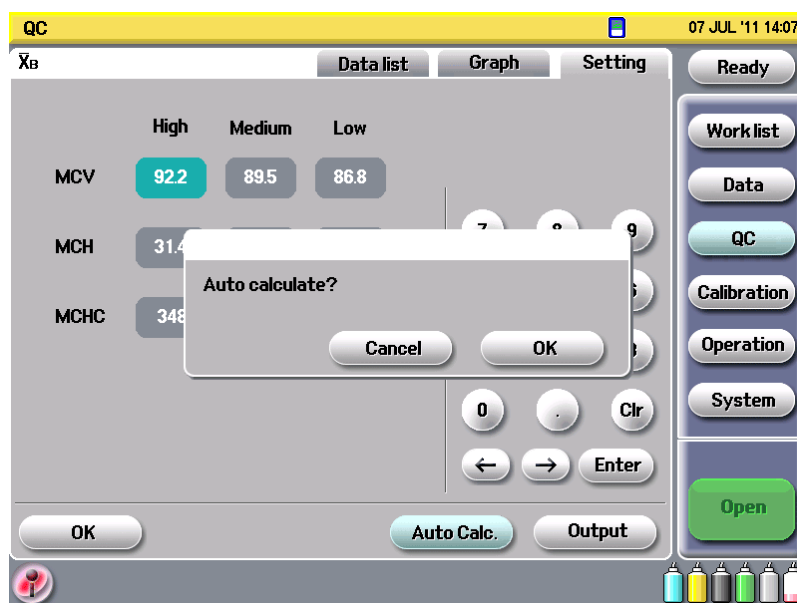 QC
07 JUL '11 14:07
X̅B
Data list Graph Setting
Ready
High Medium Low
Work list
MCV 92.2 89.5 86.8
Data
MCH 31.4
7 8 9
QC
Auto calculate?
MCHC 348
Calibration
Cancel OK
Operation
0 . Clr
System
← → Enter
Open
OK Auto Calc. Output